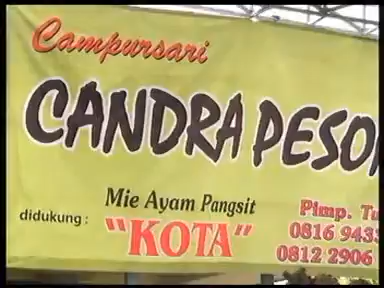 Campursari
CANDRA PESO
Mie Ayam Pangsit
didukung : "KOTA"
Pimp. Tu
0816 943
0812 2906